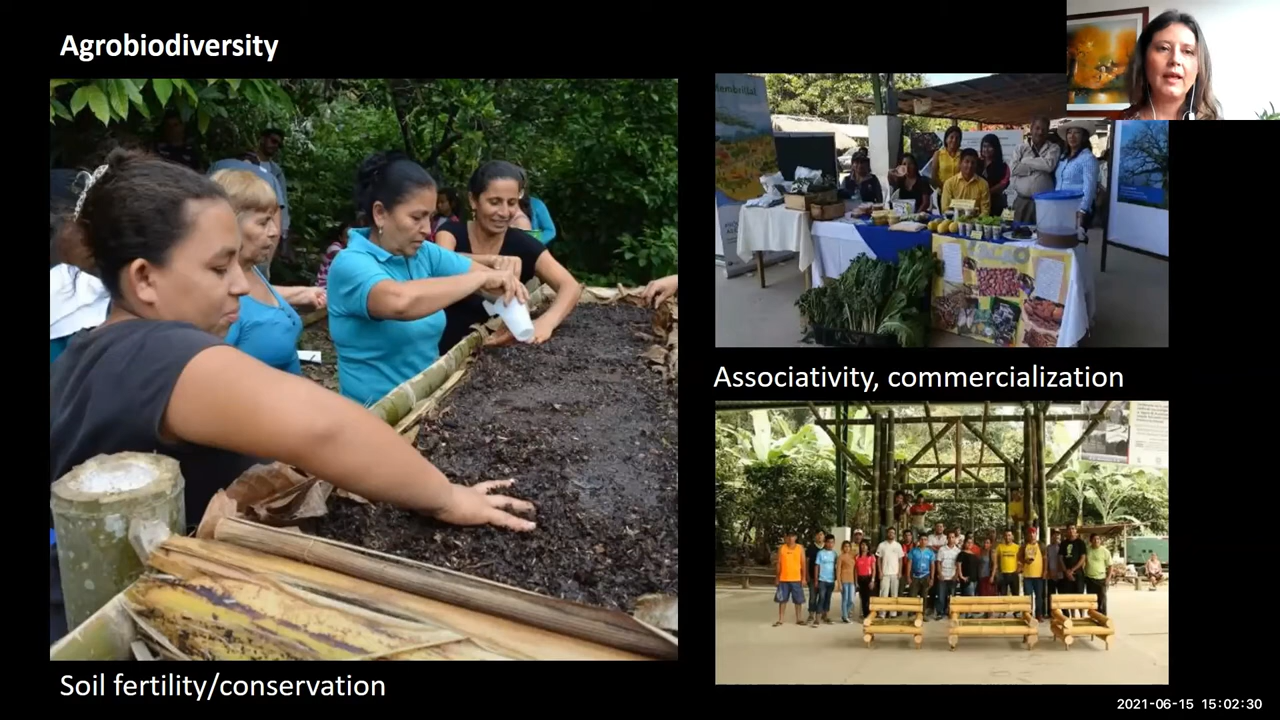 Agrobiodiversity
Associativity, commercialization
Soil fertility/conservation
2021-06-15 15:02:30